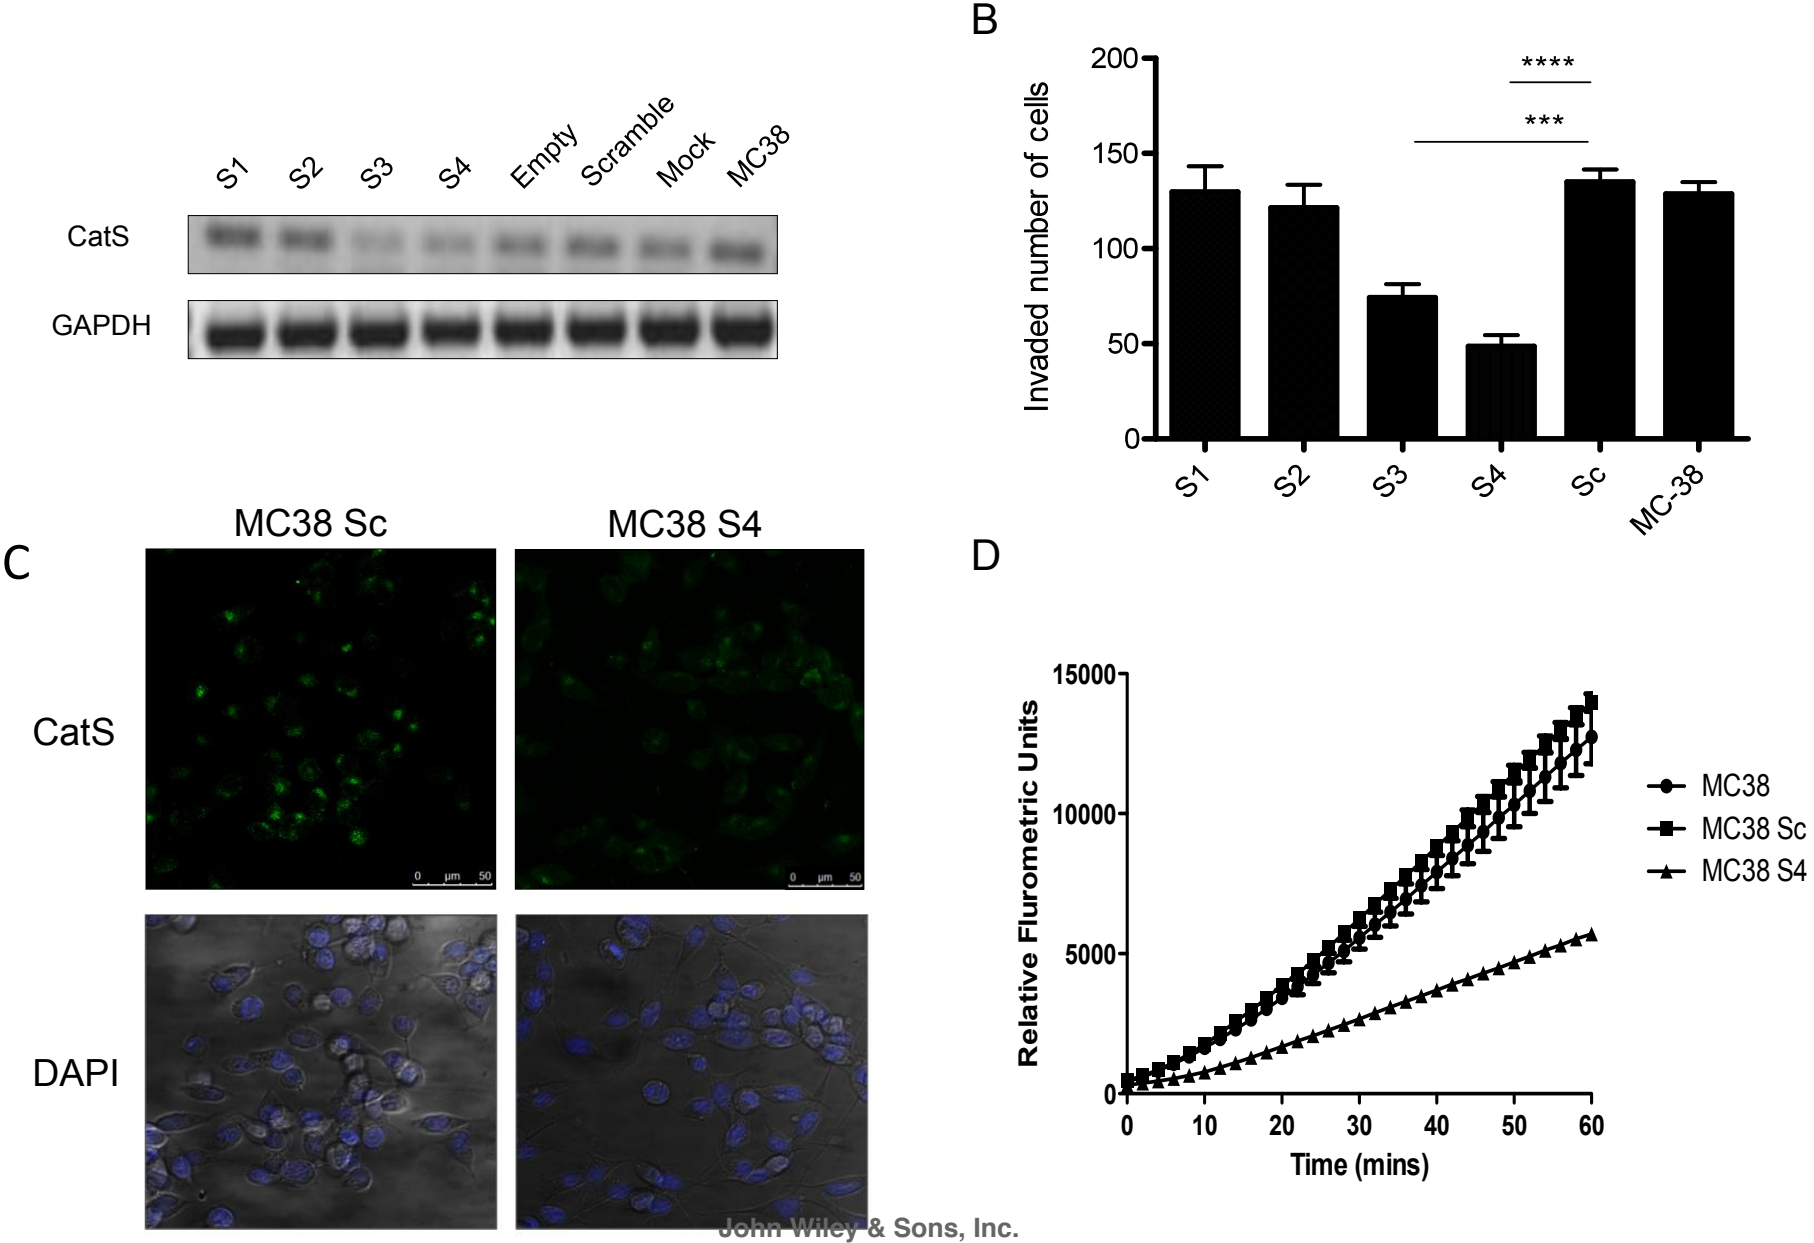 B
S1 S2 S3 S4 Empty Scramble Mock MC38
CatS
GAPDH
Invaded number of cells
200
150
100
50
0
****
***
S1 S2 S3 S4 Sc MC-38
C
MC38 Sc MC38 S4
CatS
0 µm 50
0 µm 50
DAPI
D
Relative Flurometric Units
15000
10000
5000
0
0 10 20 30 40 50 60
Time (mins)
MC38
MC38 Sc
MC38 S4
John Wiley & Sons, Inc.